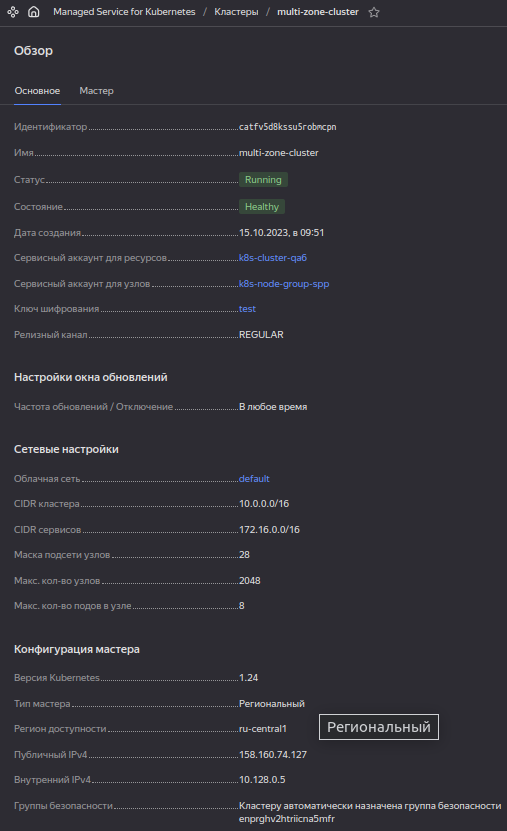 Managed Service for Kubernetes / Кластеры / multi-zone-cluster
Обзор
Основное Мастер
Идентификатор catfv5d8kssu5robmcpn
Имя multi-zone-cluster
Статус Running
Состояние Healthy
Дата создания 15.10.2023, в 09:51
Сервисный аккаунт для ресурсов k8s-cluster-qa6
Сервисный аккаунт для узлов k8s-node-group-spp
Ключ шифрования test
Релизный канал REGULAR
Настройки окна обновлений
Частота обновлений / Отключение В любое время
Сетевые настройки
Облачная сеть default
CIDR кластера 10.0.0.0/16
CIDR сервисов 172.16.0.0/16
Маска подсети узлов 28
Макс. кол-во узлов 2048
Макс. кол-во подов в узле 8
Конфигурация мастера
Версия Kubernetes 1.24
Тип мастера Региональный
Регион доступности ru-central1
Региональный
Публичный IPv4 158.160.74.127
Внутренний IPv4 10.128.0.5
Группы безопасности Кластеру автоматически назначена группа безопасности
enprghv2htriicna5mfr